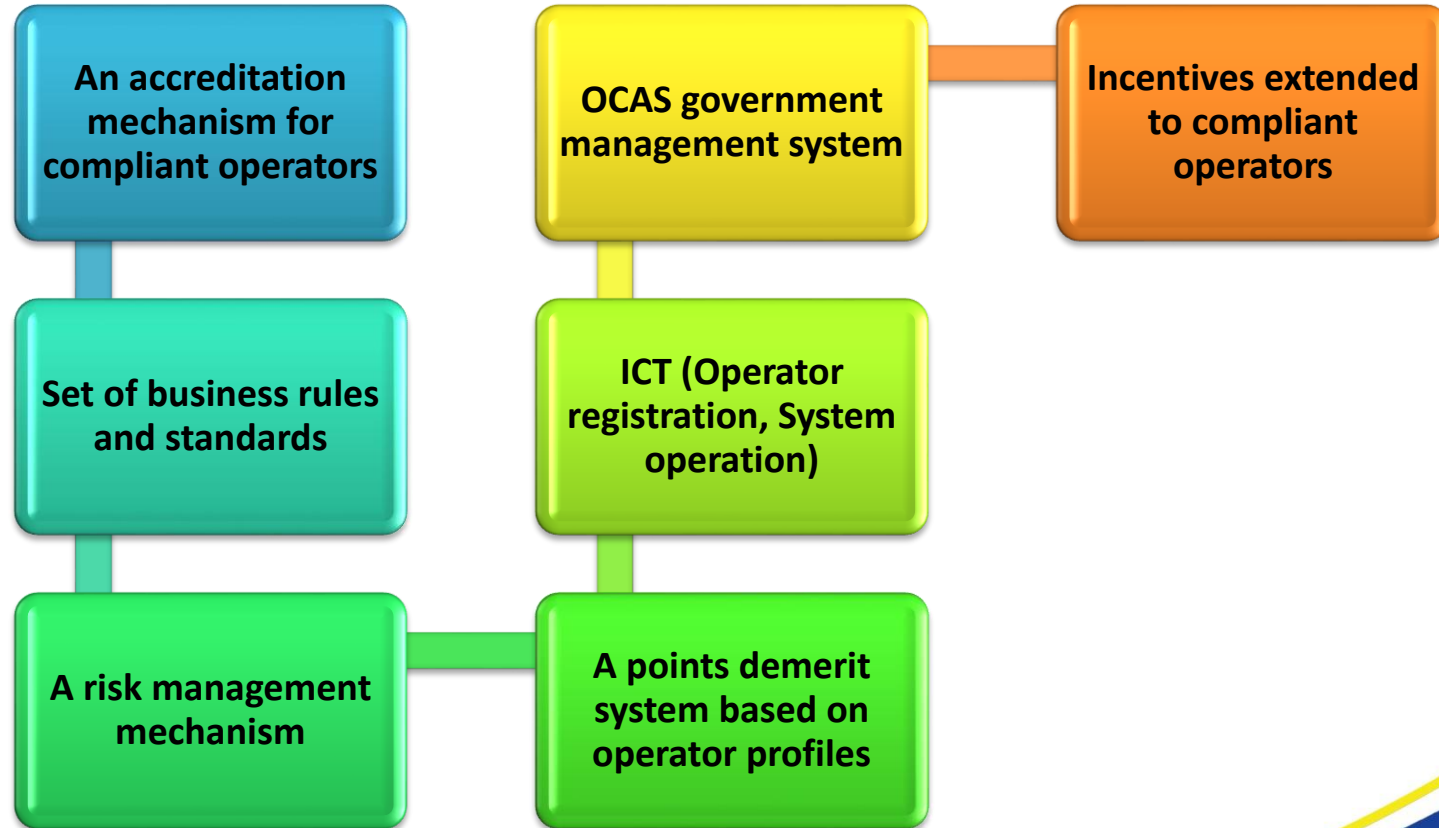 An accreditation
mechanism for
compliant operators
Set of business rules
and standards
A risk management
mechanism
A points demerit
system based on
operator profiles
ICT (Operator
registration, System
operation)
OCAS government
management system
Incentives extended
to compliant
operators